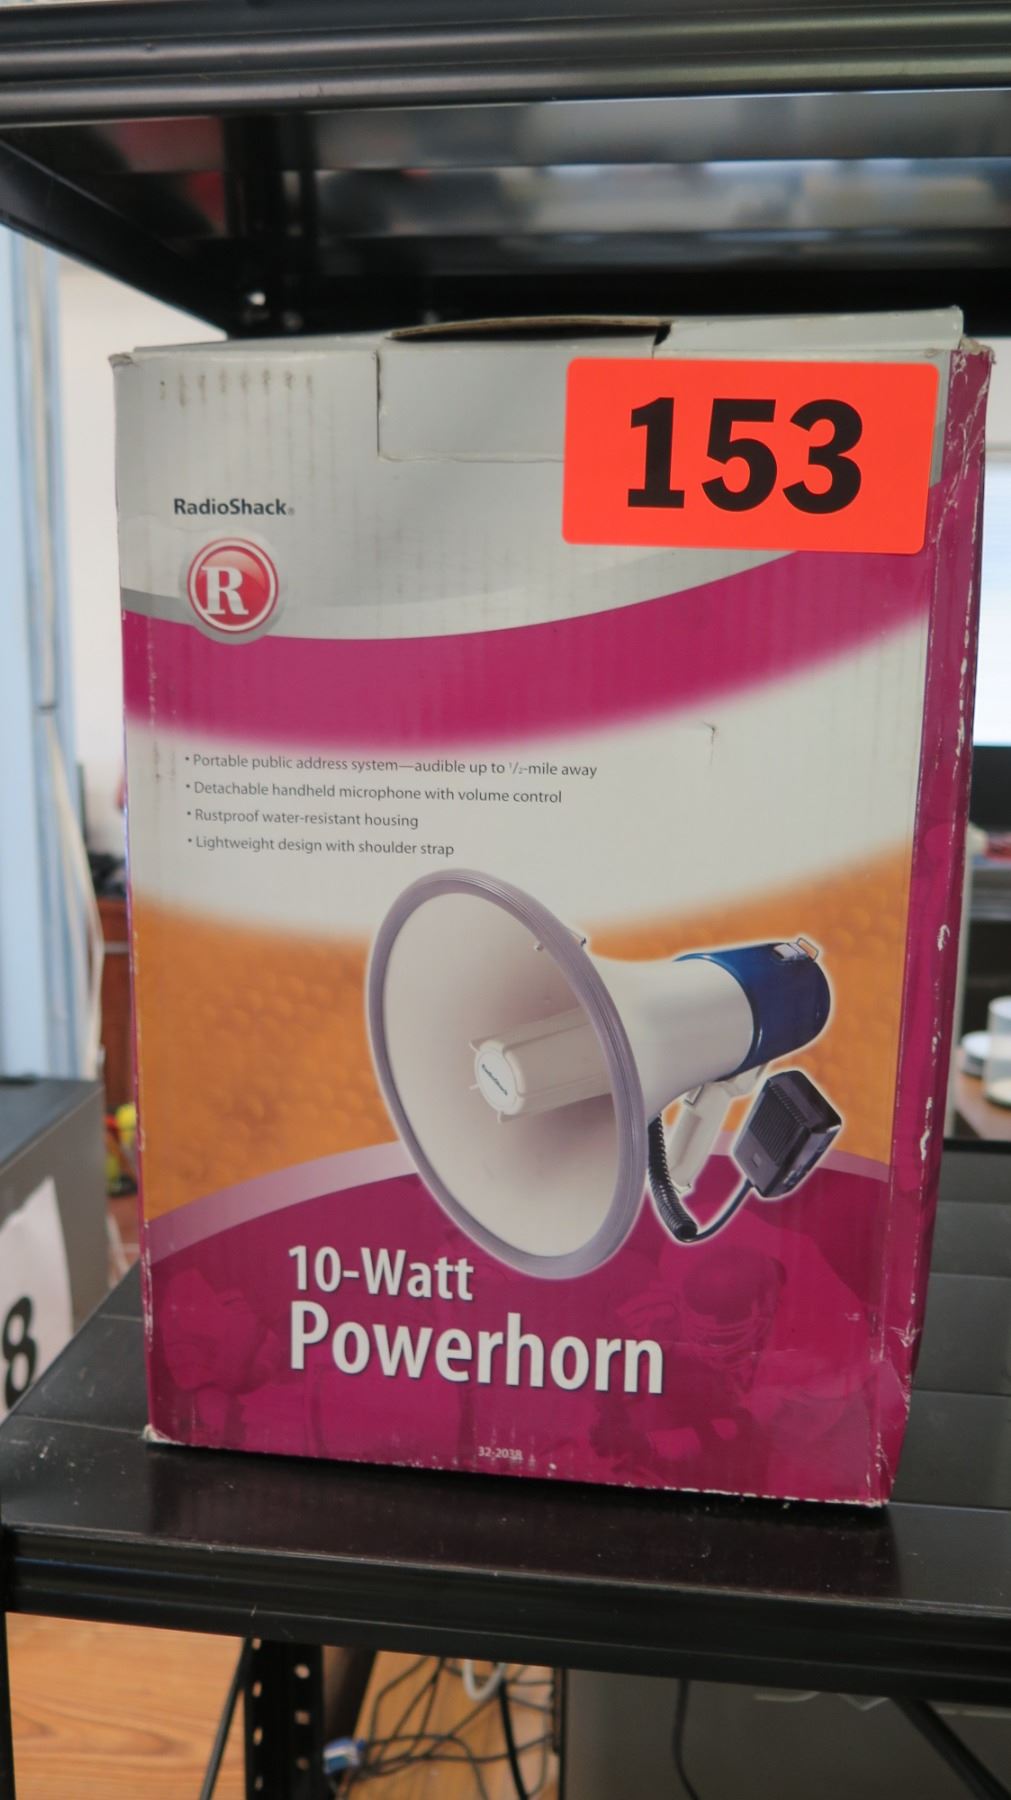 153
RadioShack®
R
• Portable public address system—audible up to 1/2-mile away
• Detachable handheld microphone with volume control
• Rustproof water-resistant housing
• Lightweight design with shoulder strap
RadioShack
10-Watt
Powerhorn
32-2038
8